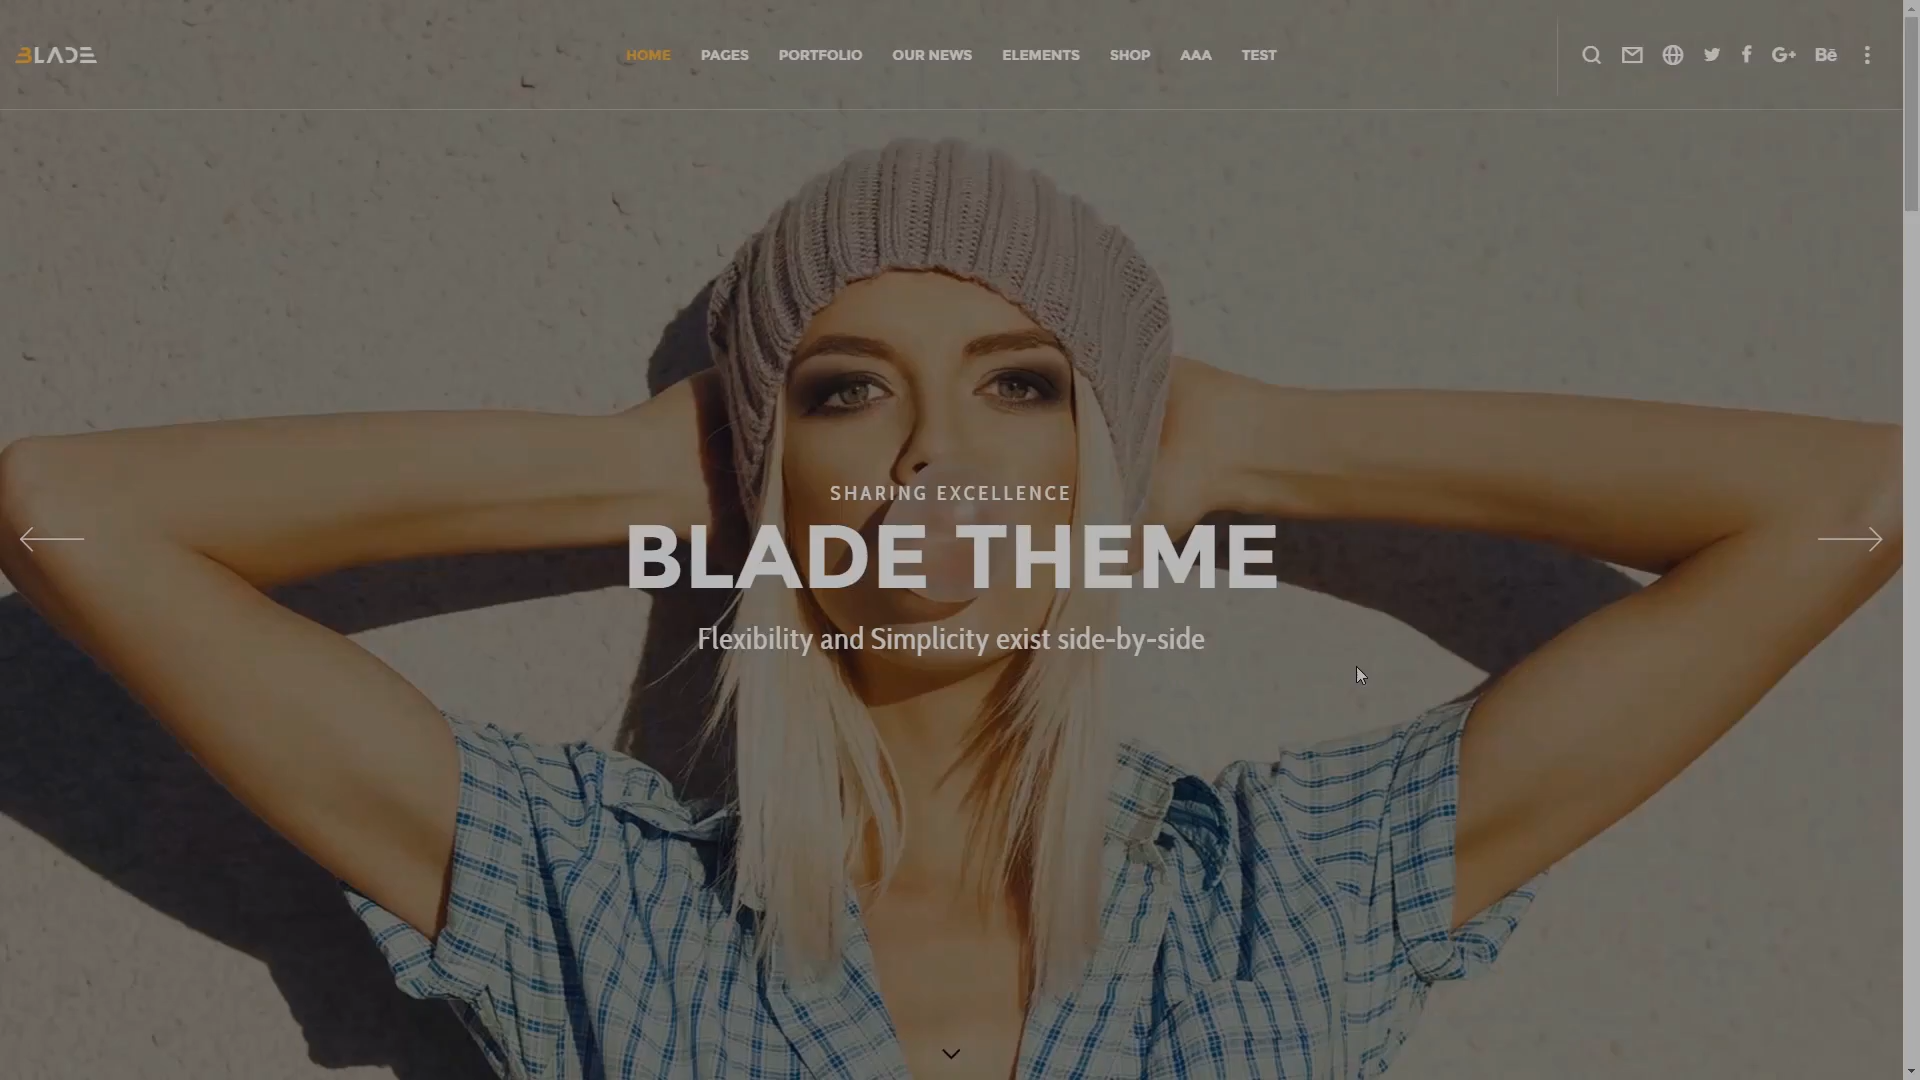 BLADE
HOME PAGES PORTFOLIO OUR NEWS ELEMENTS SHOP AAA TEST
G+ Bē
SHARING EXCELLENCE
BLADE THEME
Flexibility and Simplicity exist side-by-side